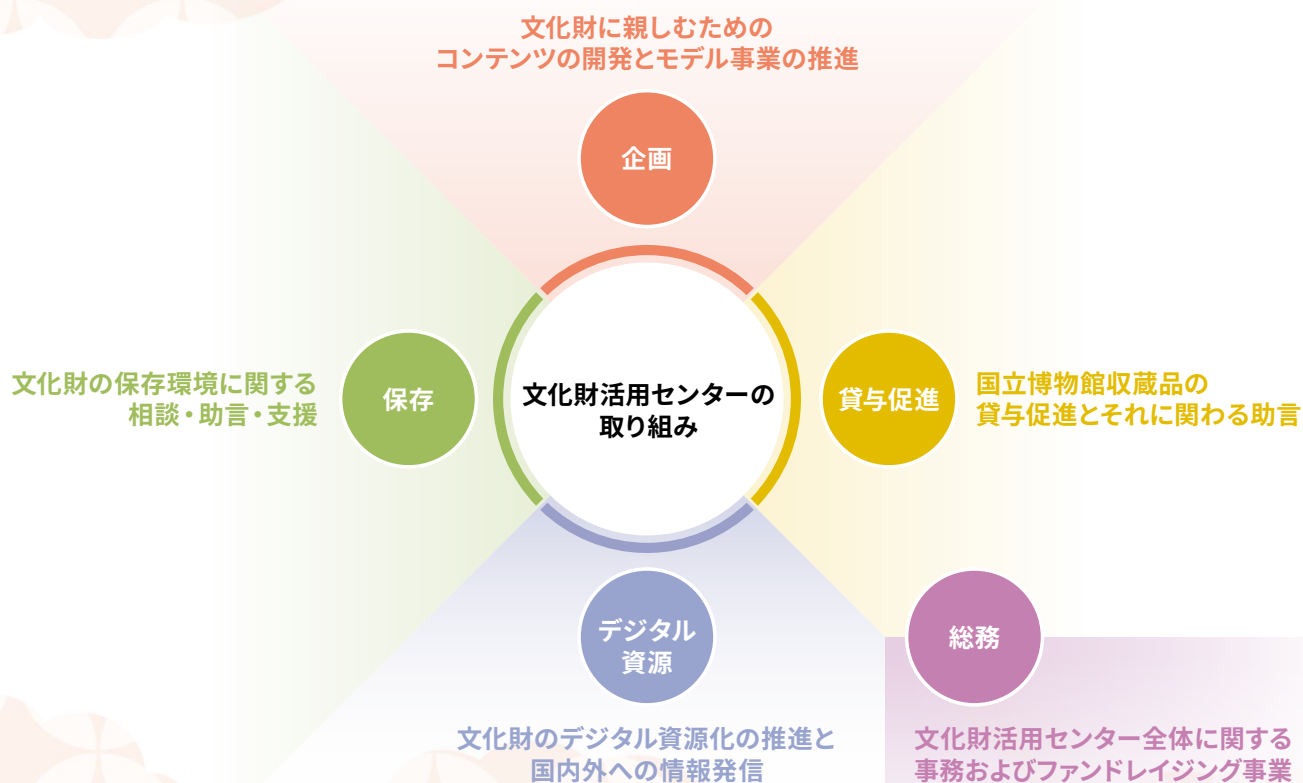 文化財に親しむための
コンテンツの開発とモデル事業の推進
企画
文化財の保存環境に関する
相談・助言・支援
保存
文化財活用センターの
取り組み
貸与促進
国立博物館収蔵品の
貸与促進とそれに関わる助言
デジタル
資源
文化財のデジタル資源化の推進と
国内外への情報発信
総務
文化財活用センター全体に関する
事務およびファンドレイジング事業